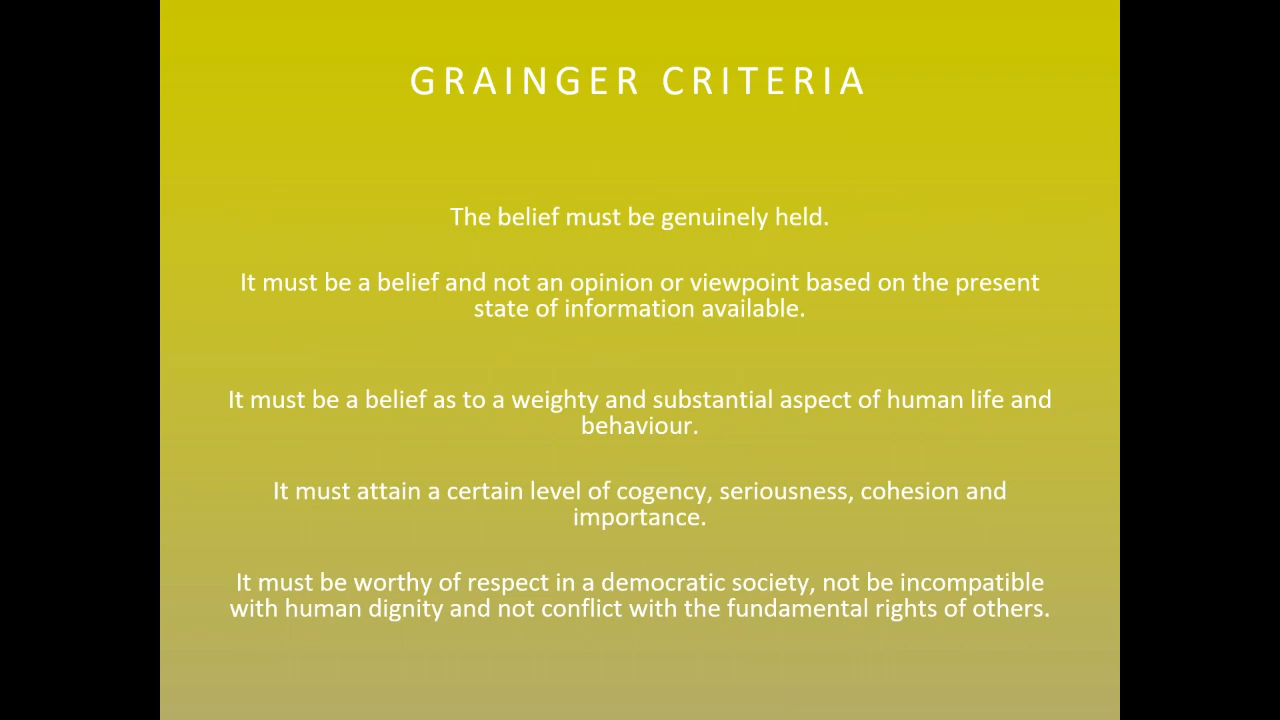 GRAINGER CRITERIA
The belief must be genuinely held.
It must be a belief and not an opinion or viewpoint based on the present
state of information available.
It must be a belief as to a weighty and substantial aspect of human life and
behaviour.
It must attain a certain level of cogency, seriousness, cohesion and
importance.
It must be worthy of respect in a democratic society, not be incompatible
with human dignity and not conflict with the fundamental rights of others.